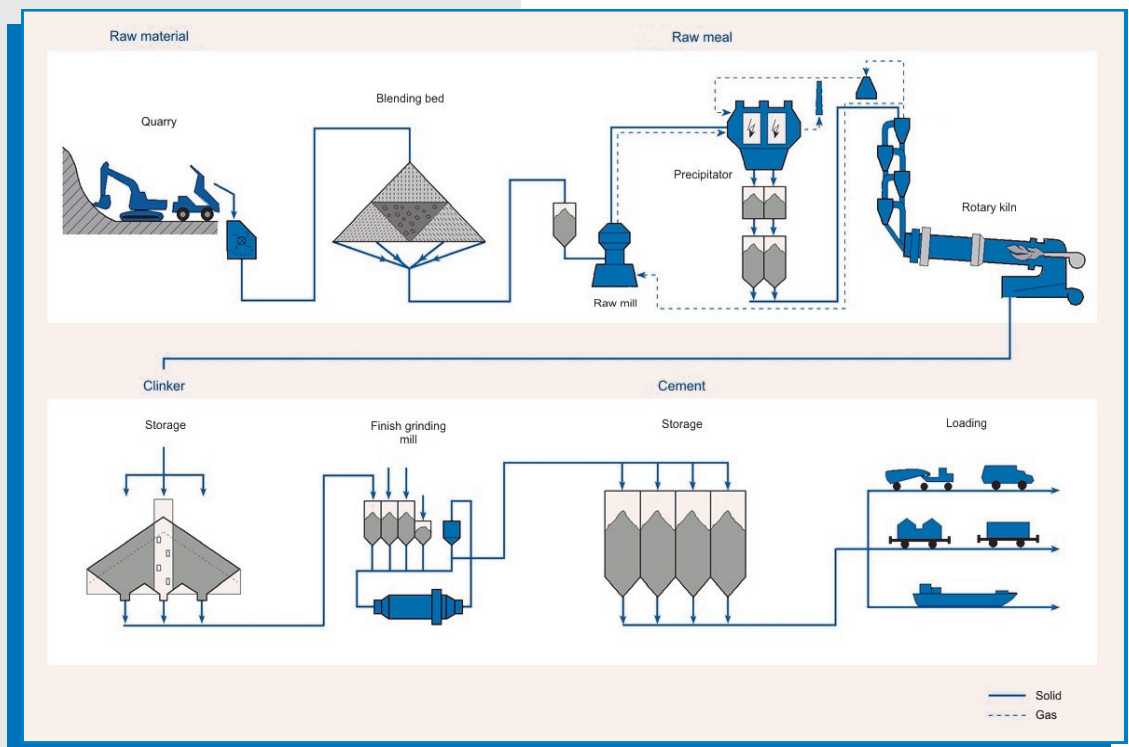 Raw material
Raw meal
Blending bed
Quarry
Precipitator
Rotary kiln
Raw mill
Clinker
Cement
Storage
Finish grinding
mill
Storage
Loading
Solid
Gas